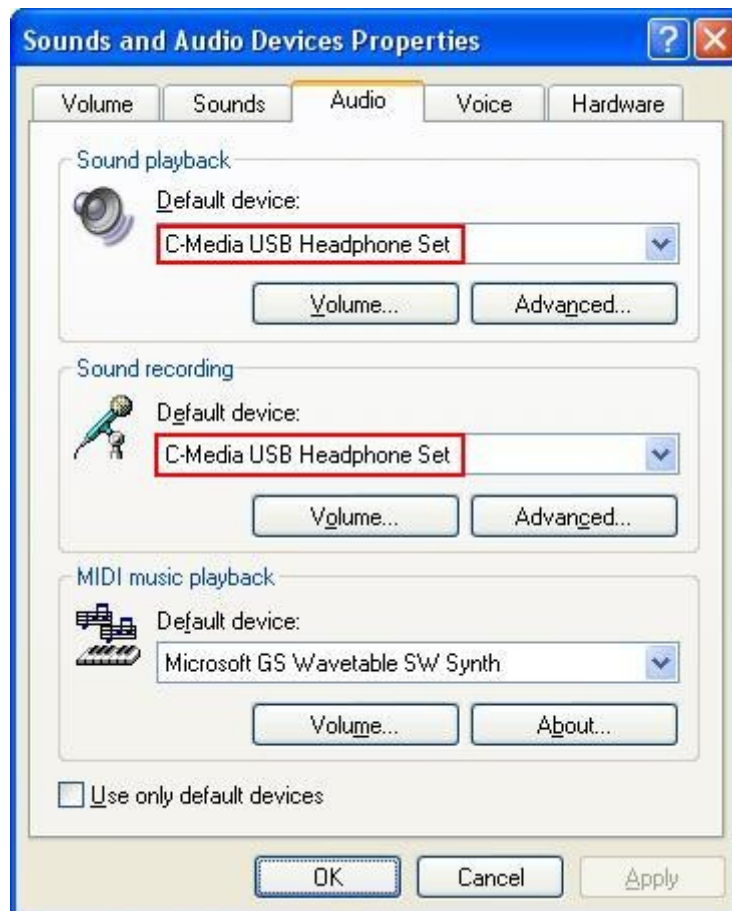 Sounds and Audio Devices Properties
Volume Sounds Audio Voice Hardware
Sound playback
Default device:
C-Media USB Headphone Set
Volume... Advanced...
Sound recording
Default device:
C-Media USB Headphone Set
Volume... Advanced...
MIDI music playback
Default device:
Microsoft GS Wavetable SW Synth
Volume... About...
Use only default devices
OK Cancel Apply